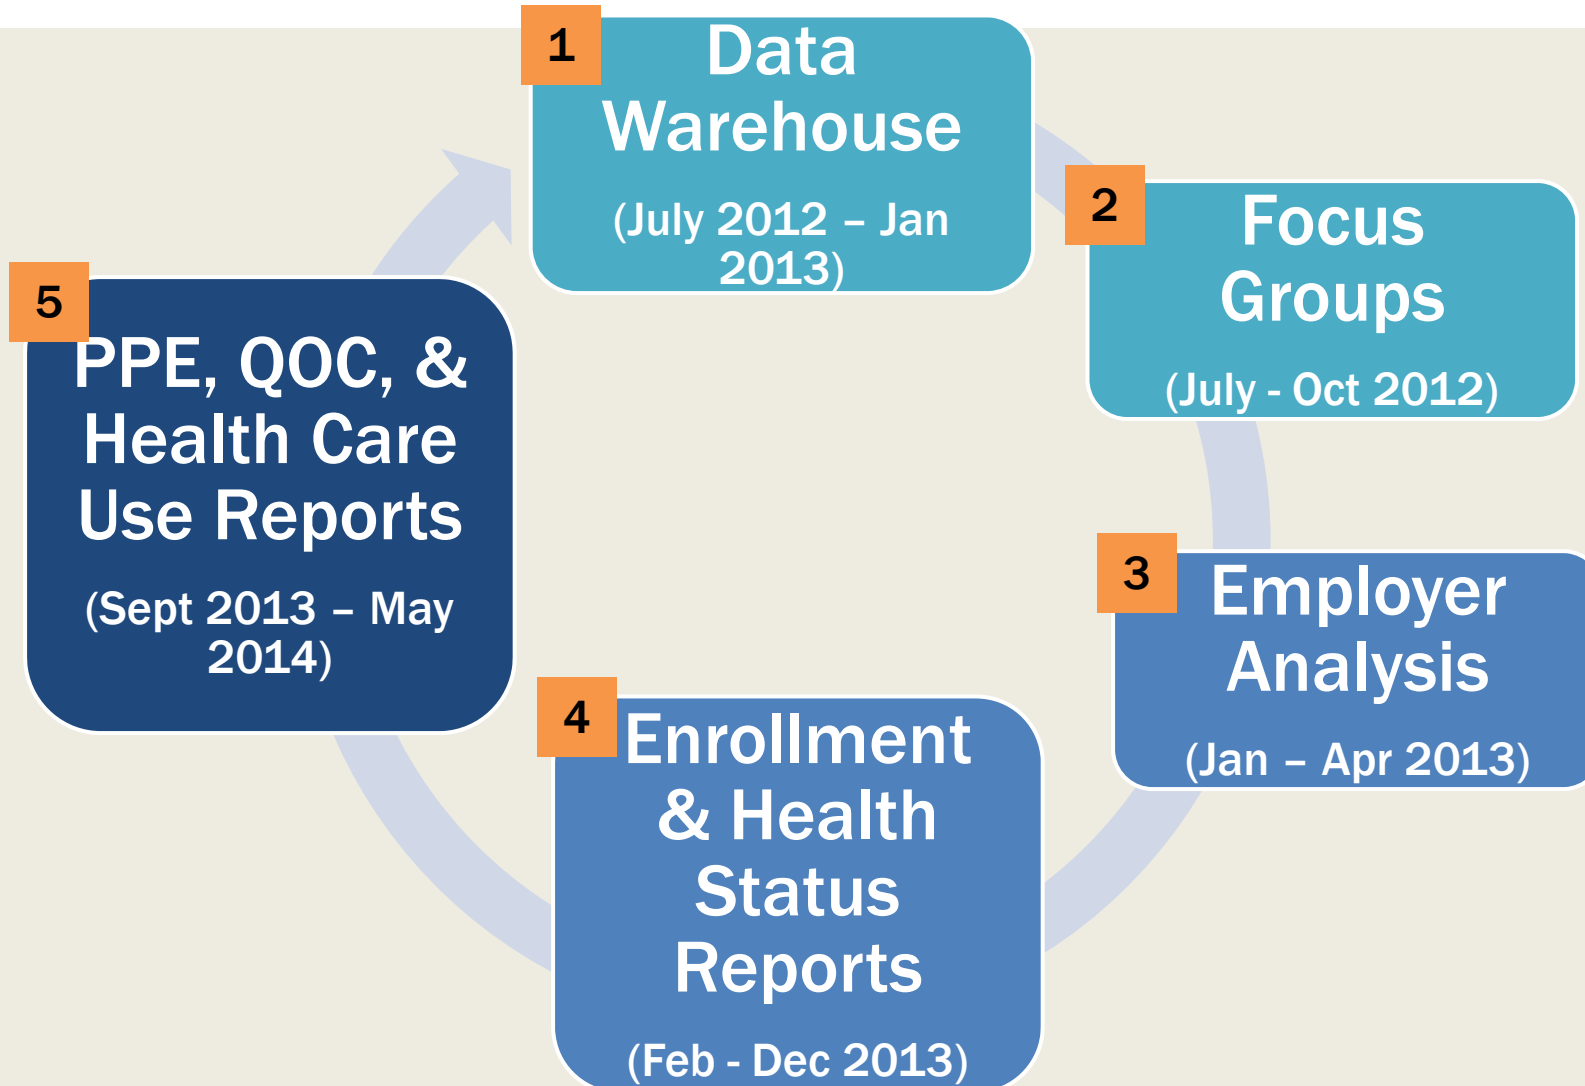 1
Data
Warehouse
(July 2012 – Jan
2013)
2
Focus
Groups
(July - Oct 2012)
3
Employer
Analysis
(Jan – Apr 2013)
4
Enrollment
& Health
Status
Reports
(Feb - Dec 2013)
5
PPE, QOC, &
Health Care
Use Reports
(Sept 2013 – May
2014)